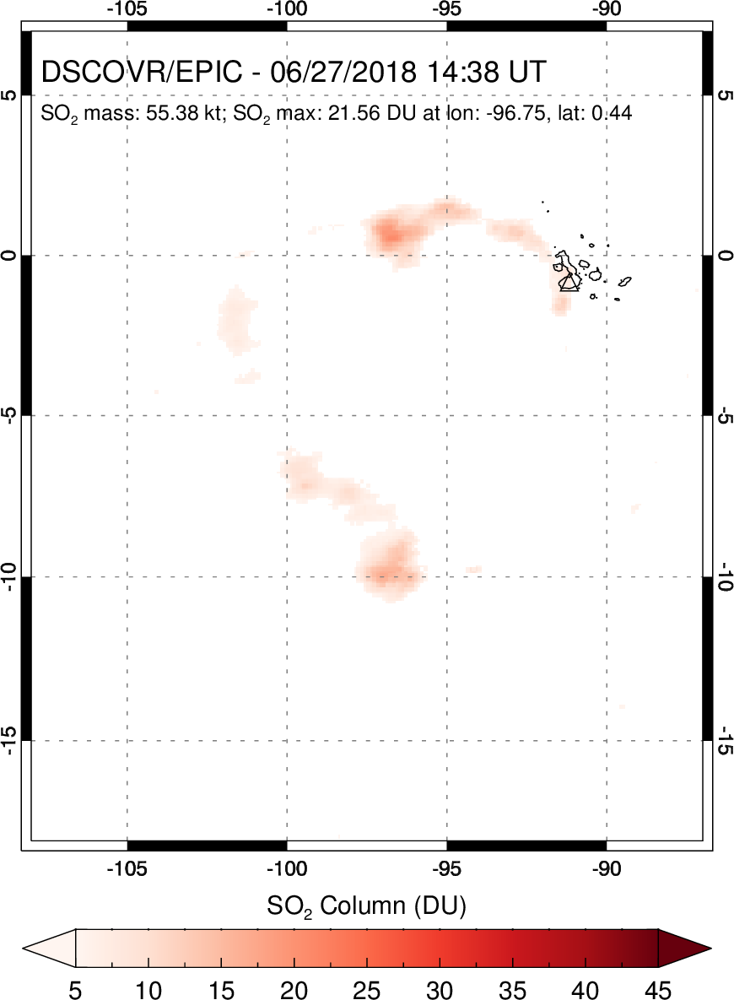 -105 -100 -95 -90
DSCOVR/EPIC - 06/27/2018 14:38 UT
5 5
SO₂ mass: 55.38 kt; SO₂ max: 21.56 DU at lon: -96.75, lat: 0.44
0 0
-5 -5
-10 -10
-15 -15
-105 -100 -95 -90
SO₂ Column (DU)
5 10 15 20 25 30 35 40 45